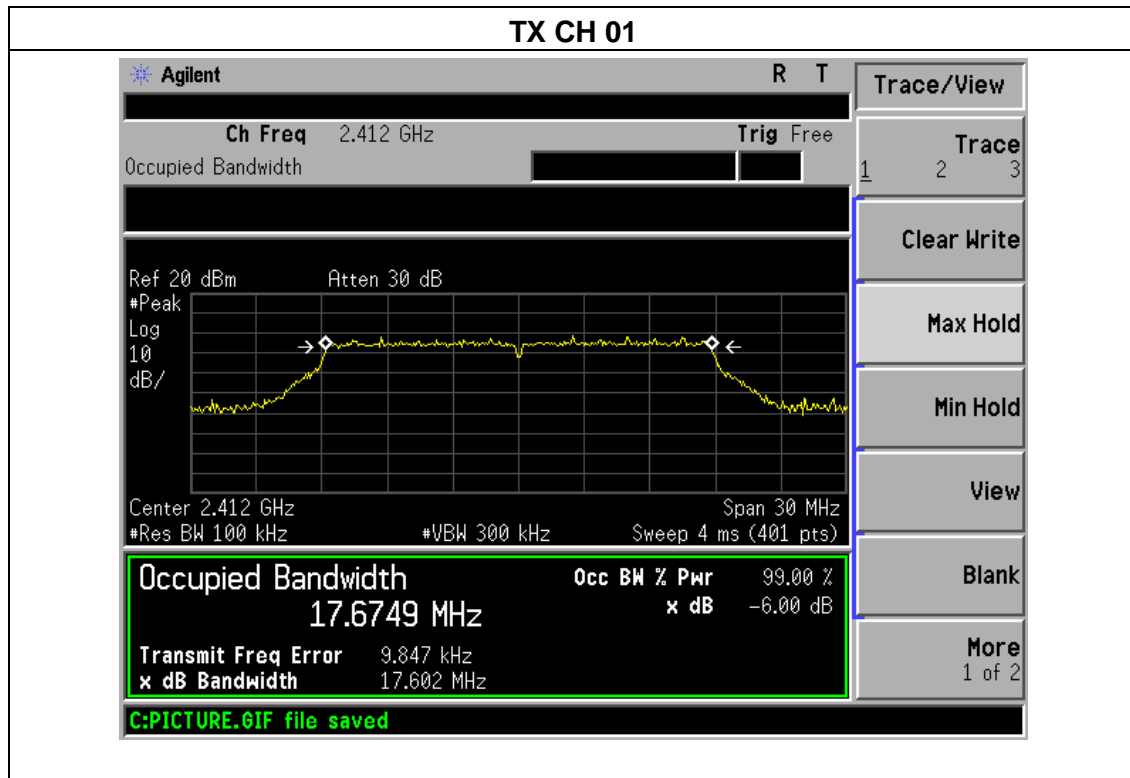 TX CH 01
Agilent R T
Ch Freq 2.412 GHz Trig Free
Occupied Bandwidth
Ref 20 dBm Atten 30 dB
#Peak
Log
10
dB/
Center 2.412 GHz Span 30 MHz
#Res BW 100 kHz #VBW 300 kHz Sweep 4 ms (401 pts)
Occupied Bandwidth Occ BW % Pwr 99.00 %
17.6749 MHz x dB -6.00 dB
Transmit Freq Error 9.847 kHz
x dB Bandwidth 17.602 MHz
C:PICTURE.GIF file saved
Trace/View
Trace
1 2 3
Clear Write
Max Hold
Min Hold
View
Blank
More
1 of 2